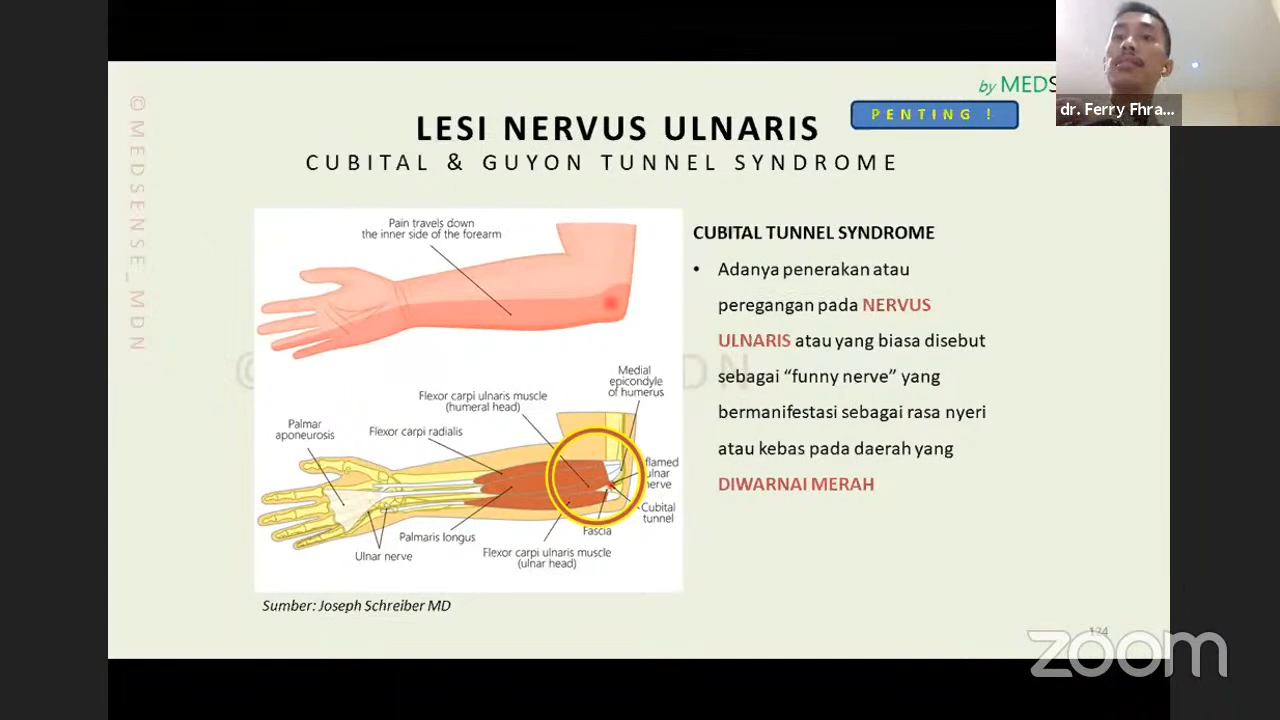 by MEDS
dr. Ferry Fhra...
PENTING !
LESI NERVUS ULNARIS
CUBITAL & GUYON TUNNEL SYNDROME
©MEDSENSE_MDN
Pain travels down
the inner side of the forearm
Medial
epicondyle
of humerus
Flexor carpi ulnaris muscle
(humeral head)
Palmar
aponeurosis
Flexor carpi radialis
flamed
ulnar
nerve
Cubital
tunnel
Fascia
Palmaris longus
Ulnar nerve
Flexor carpi ulnaris muscle
(ulnar head)
Sumber: Joseph Schreiber MD
CUBITAL TUNNEL SYNDROME
• Adanya penerakan atau
peregangan pada NERVUS
ULNARIS atau yang biasa disebut
sebagai “funny nerve” yang
bermanifestasi sebagai rasa nyeri
atau kebas pada daerah yang
DIWARNAI MERAH
174
zoom